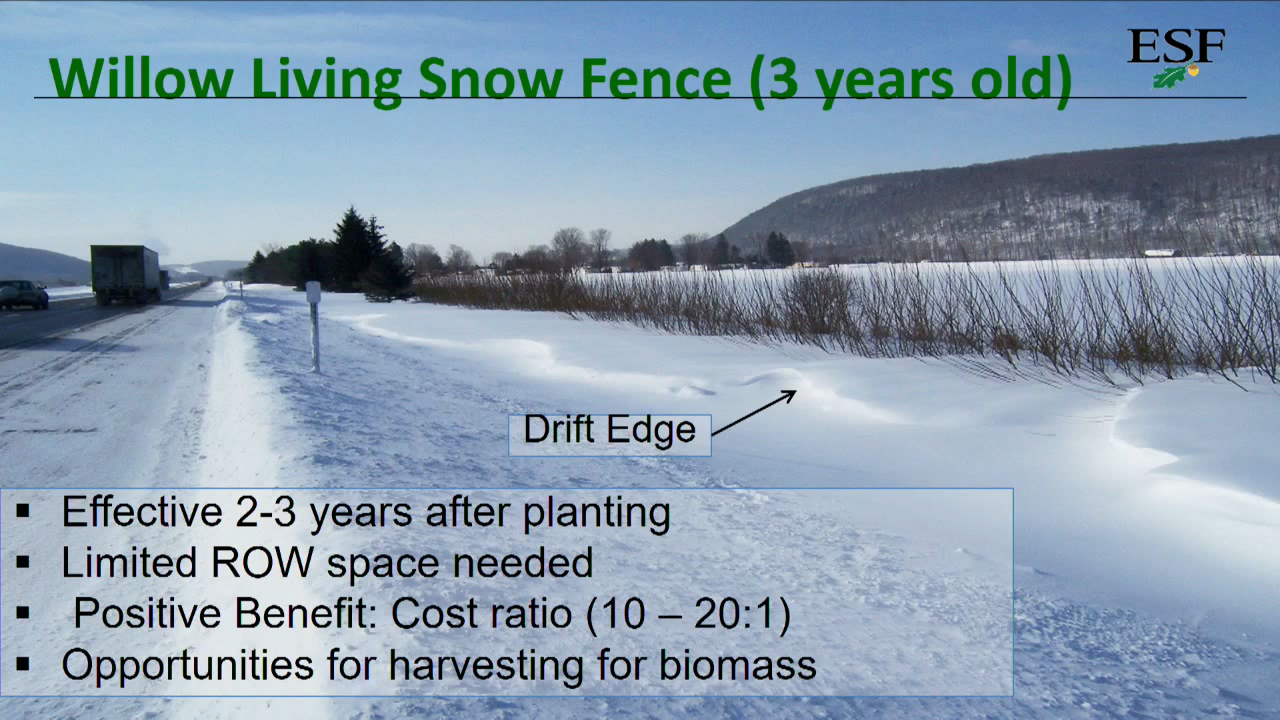 Willow Living Snow Fence (3 years old)
ESF
Drift Edge
▪ Effective 2-3 years after planting
▪ Limited ROW space needed
▪ Positive Benefit: Cost ratio (10 – 20:1)
▪ Opportunities for harvesting for biomass